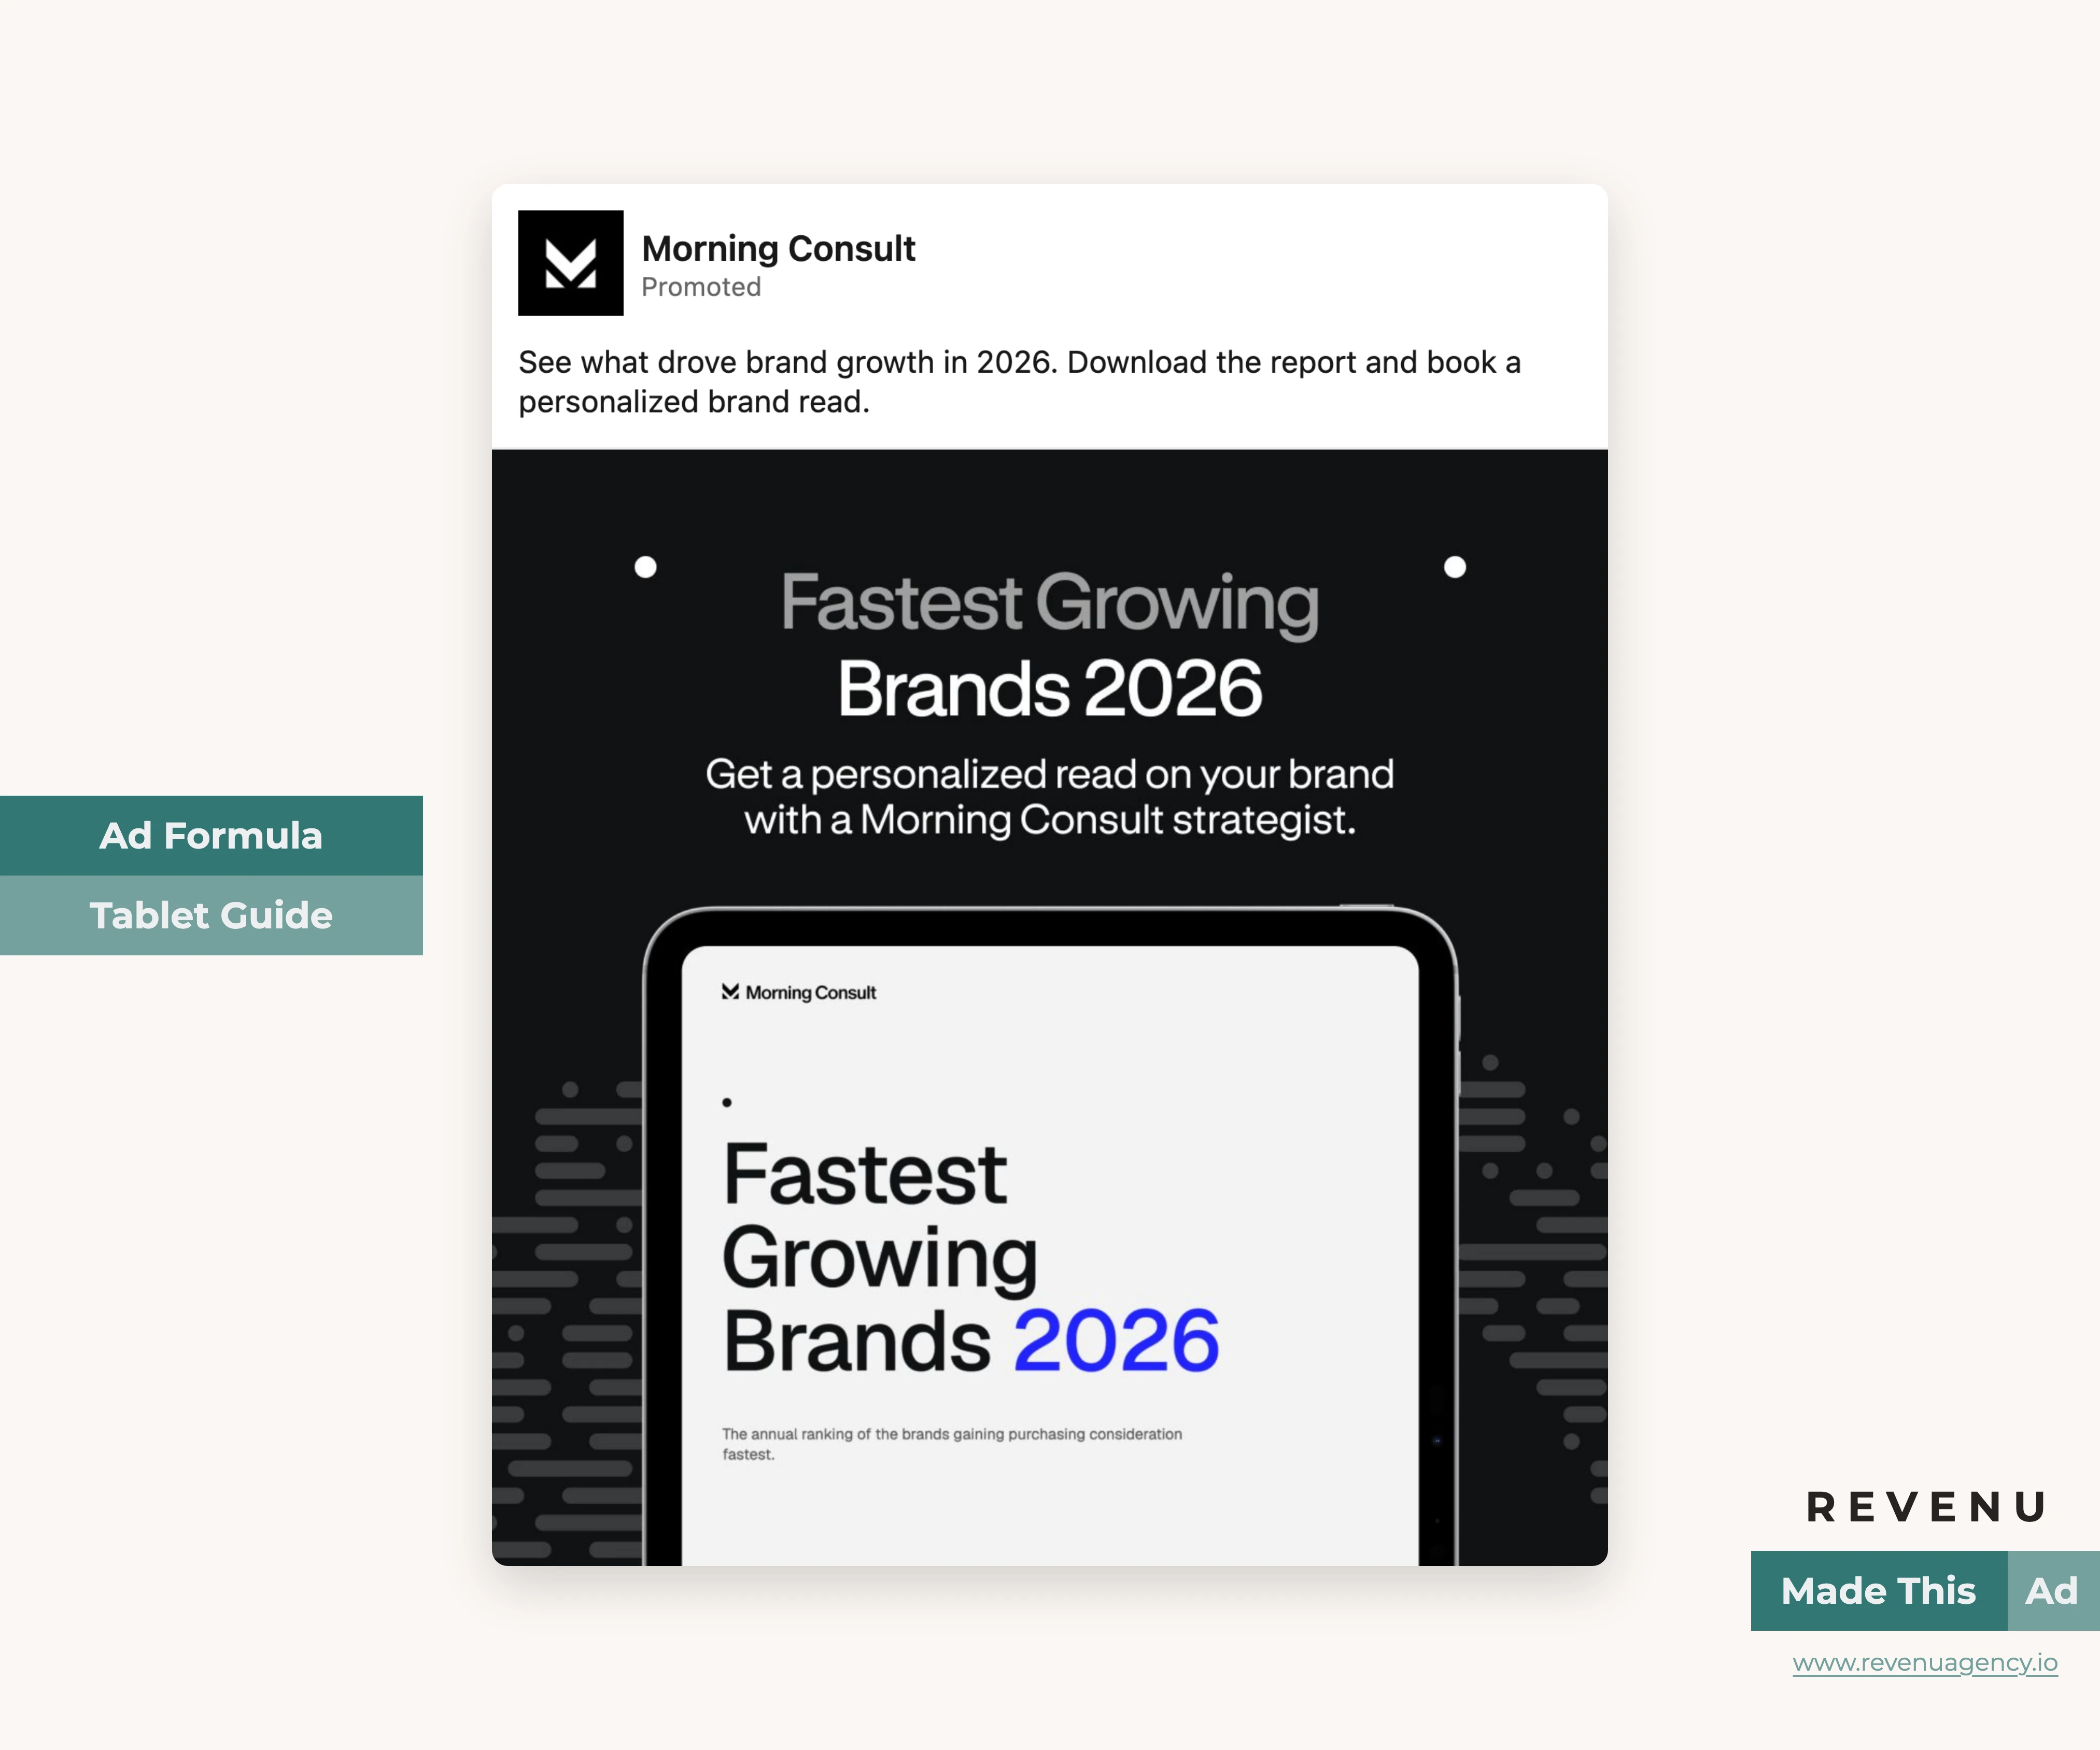 Morning Consult
Promoted
See what drove brand growth in 2026. Download the report and book a
personalized brand read.
Fastest Growing
Brands 2026
Get a personalized read on your brand
with a Morning Consult strategist.
Ad Formula
Tablet Guide
Morning Consult
Fastest
Growing
Brands 2026
The annual ranking of the brands gaining purchasing consideration
fastest.
REVENU
Made This Ad
www.revenuagency.io